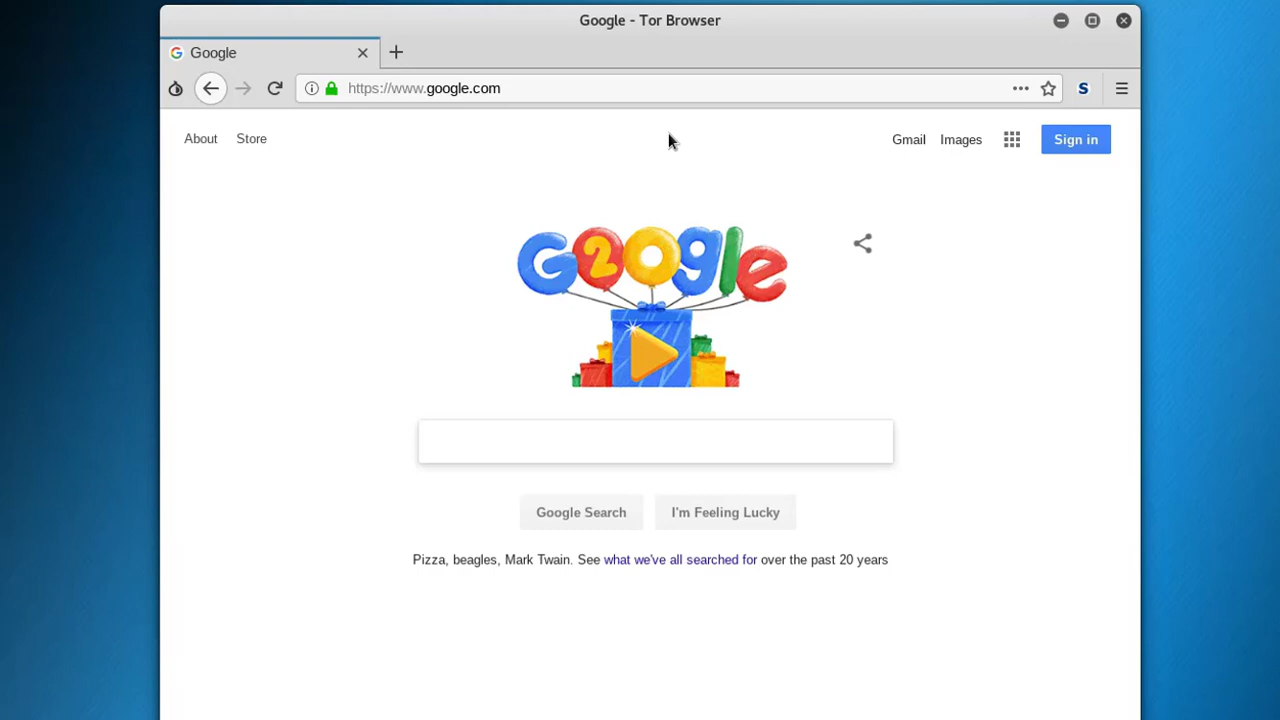 Google - Tor Browser
Google
https://www.google.com
S
About Store Gmail Images Sign in
G2OgIe
Google Search I'm Feeling Lucky
Pizza, beagles, Mark Twain. See what we've all searched for over the past 20 years